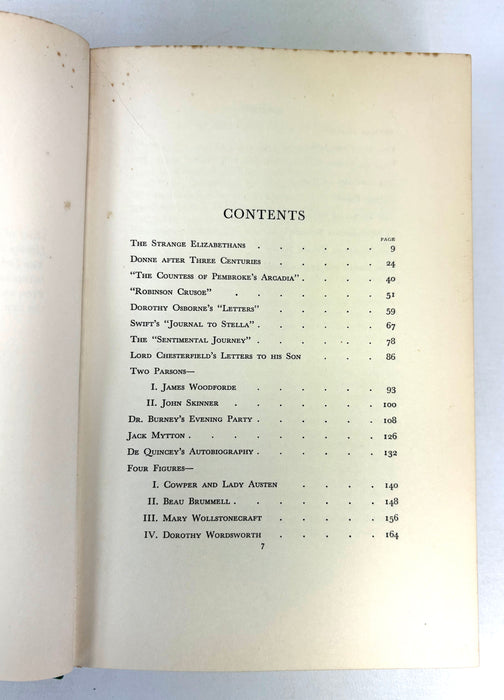 CONTENTS
PAGE
THE STRANGE ELIZABETHANS . . . . . . 9
DONNE AFTER THREE CENTURIES . . . . . 24
"THE COUNTESS OF PEMBROKE'S ARCADIA" . . . . 40
"ROBINSON CRUSOE" . . . . . . 51
DOROTHY OSBORNE'S "LETTERS" . . . . . 59
SWIFT'S "JOURNAL TO STELLA" . . . . . . 67
THE "SENTIMENTAL JOURNEY" . . . . . . 78
LORD CHESTERFIELD'S LETTERS TO HIS SON . . . . 86
TWO PARSONS—
I. JAMES WOODFORDE . . . . . . 93
II. JOHN SKINNER . . . . . . 100
DR. BURNEY'S EVENING PARTY . . . . . . 108
JACK MYTTON . . . . . . . . . 126
DE QUINCEY'S AUTOBIOGRAPHY . . . . . . 132
FOUR FIGURES—
I. COWPER AND LADY AUSTEN . . . . . 140
II. BEAU BRUMMELL . . . . . . . 148
III. MARY WOLLSTONECRAFT . . . . . 156
IV. DOROTHY WORDSWORTH . . . . . 164
7